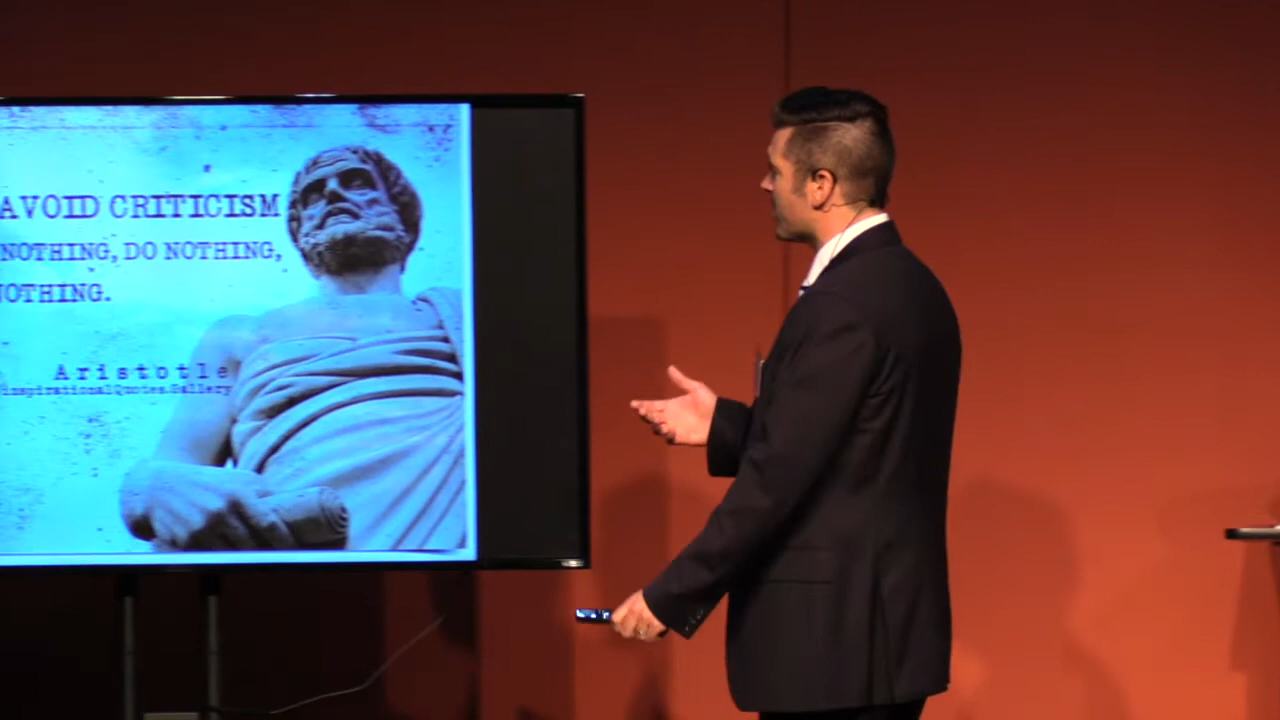 AVOID CRITICISM
NOTHING, DO NOTHING,
NOTHING.
Aristotle
inspirationalQuotes.Gallery